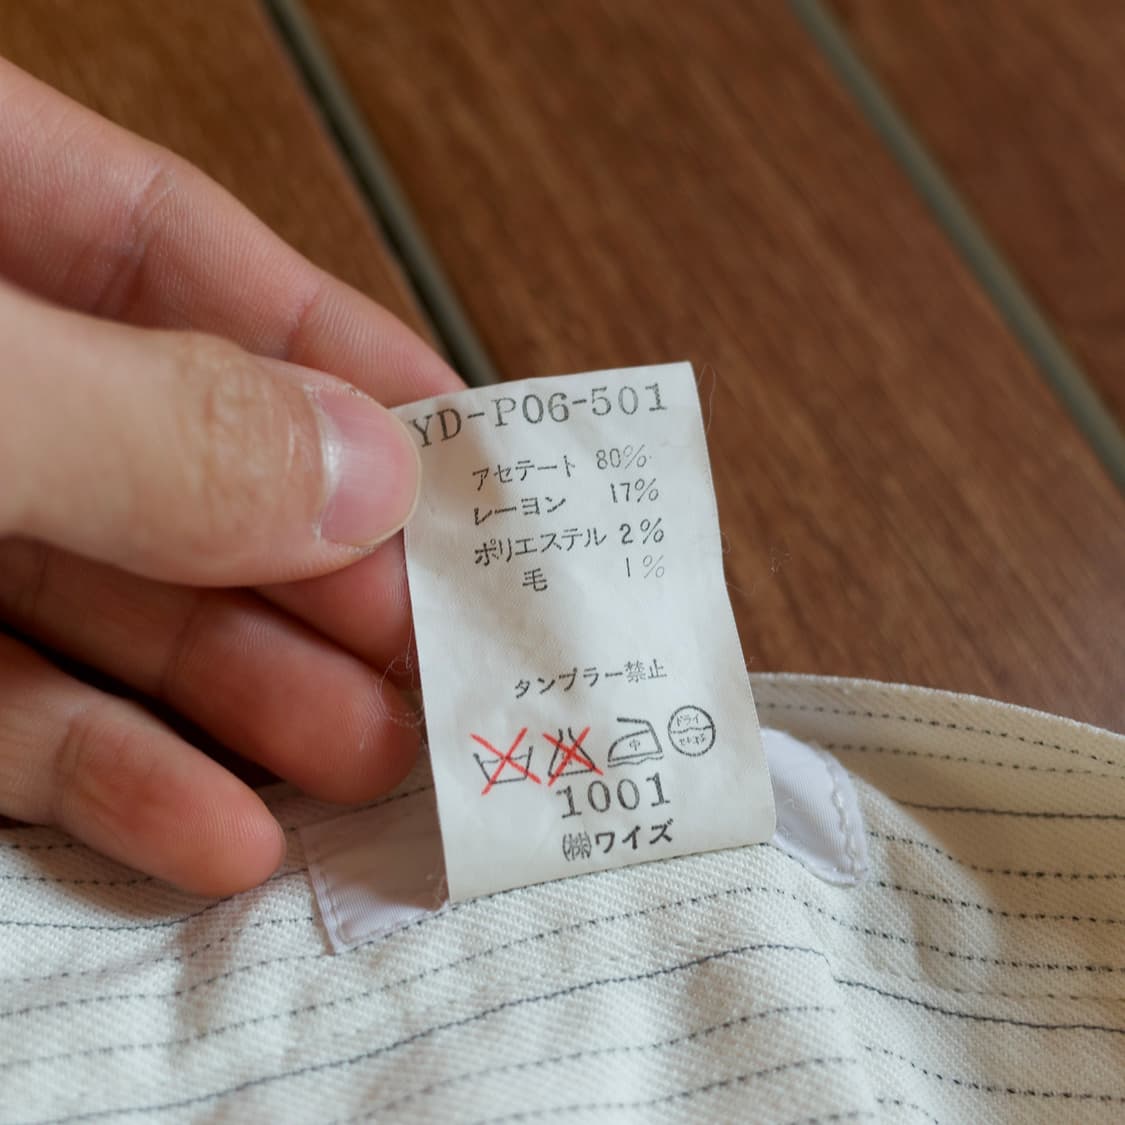 YD-P06-501
アセテート 80%
レーヨン 17%
ポリエステル 2%
毛 1%
タンブラー禁止
中
ドライ
セキユ系
1001
㈱ワイズ